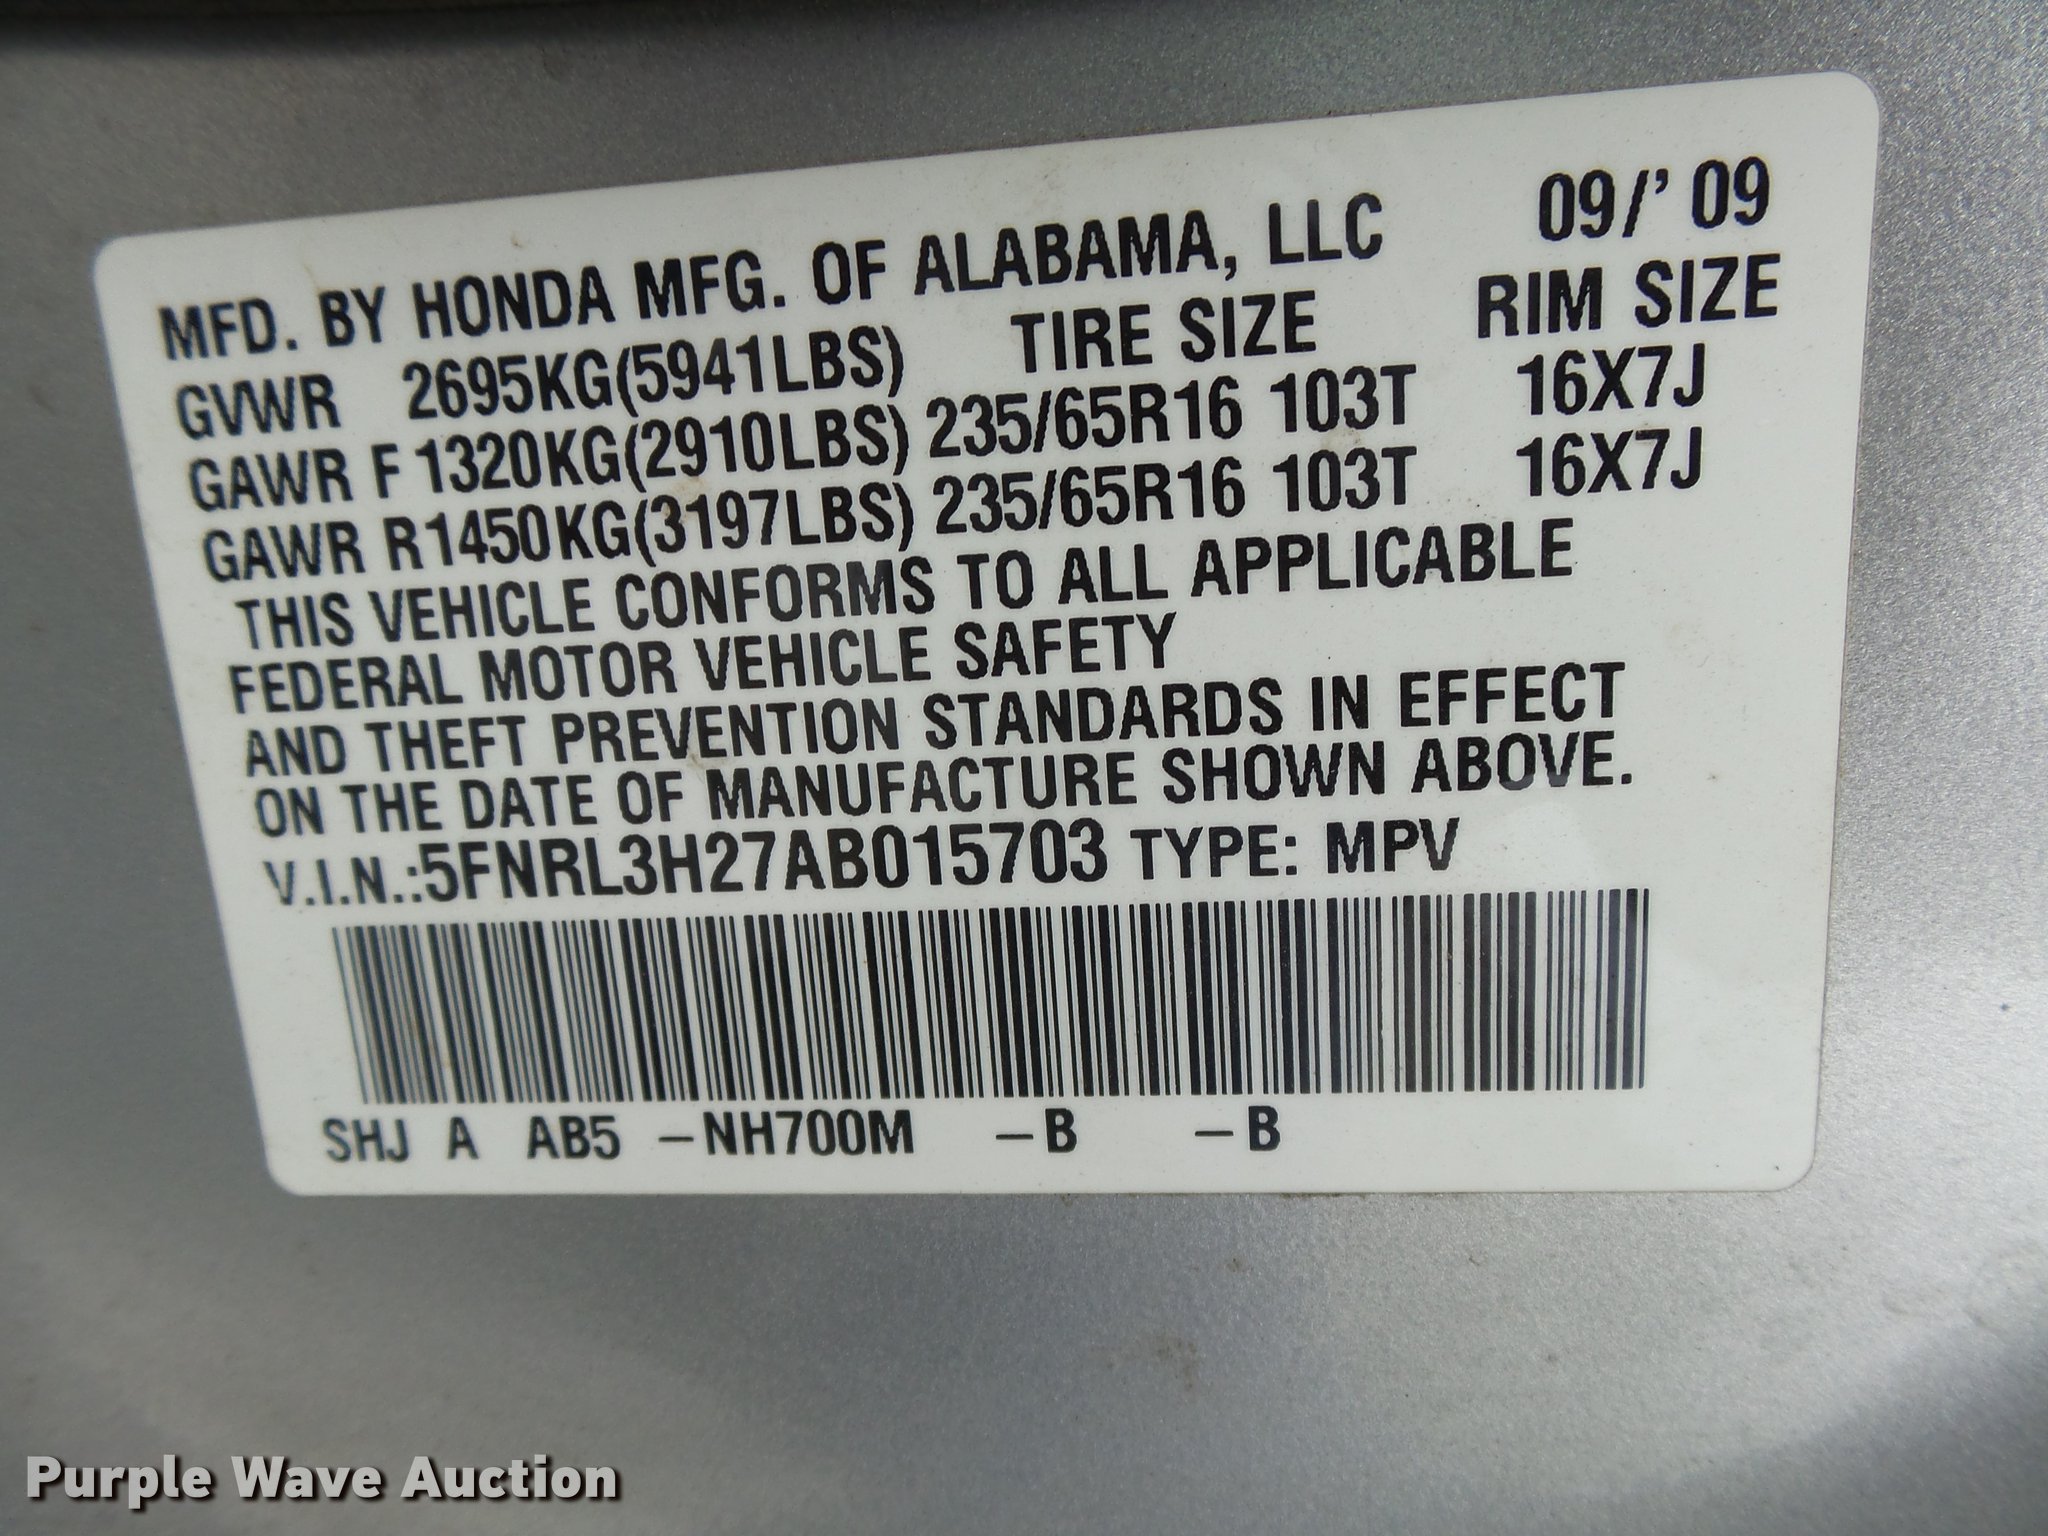 MFD. BY HONDA MFG. OF ALABAMA, LLC 09/'09
GVWR 2695KG(5941LBS) TIRE SIZE RIM SIZE
GAWR F 1320KG(2910LBS) 235/65R16 103T 16X7J
GAWR R1450KG(3197LBS) 235/65R16 103T 16X7J
THIS VEHICLE CONFORMS TO ALL APPLICABLE
FEDERAL MOTOR VEHICLE SAFETY
AND THEFT PREVENTION STANDARDS IN EFFECT
ON THE DATE OF MANUFACTURE SHOWN ABOVE.
V.I.N.:5FNRL3H27AB015703 TYPE: MPV
SHJ A AB5 –NH700M –B –B
Purple Wave Auction